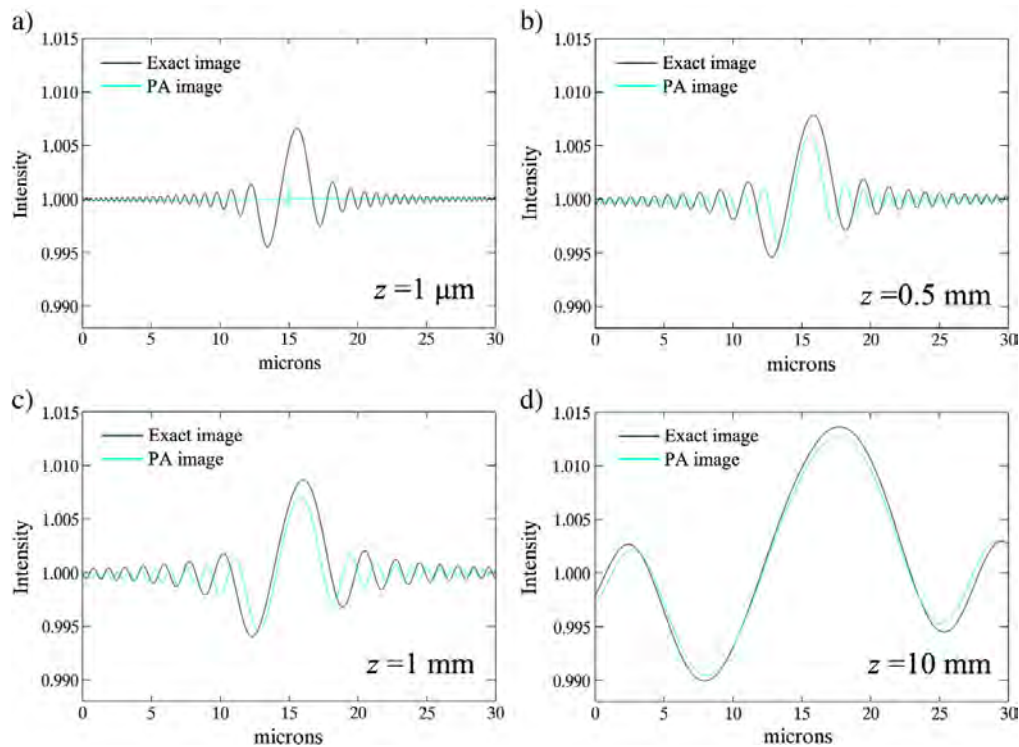 a)
1.015
1.010
1.005
1.000
0.995
0.990
Intensity
Exact image
PA image
z =1 μm
0 5 10 15 20 25 30
microns
b)
1.015
1.010
1.005
1.000
0.995
0.990
Intensity
Exact image
PA image
z =0.5 mm
0 5 10 15 20 25 30
microns
c)
1.015
1.010
1.005
1.000
0.995
0.990
Intensity
Exact image
PA image
z =1 mm
0 5 10 15 20 25 30
microns
d)
1.015
1.010
1.005
1.000
0.995
0.990
Intensity
Exact image
PA image
z =10 mm
0 5 10 15 20 25 30
microns